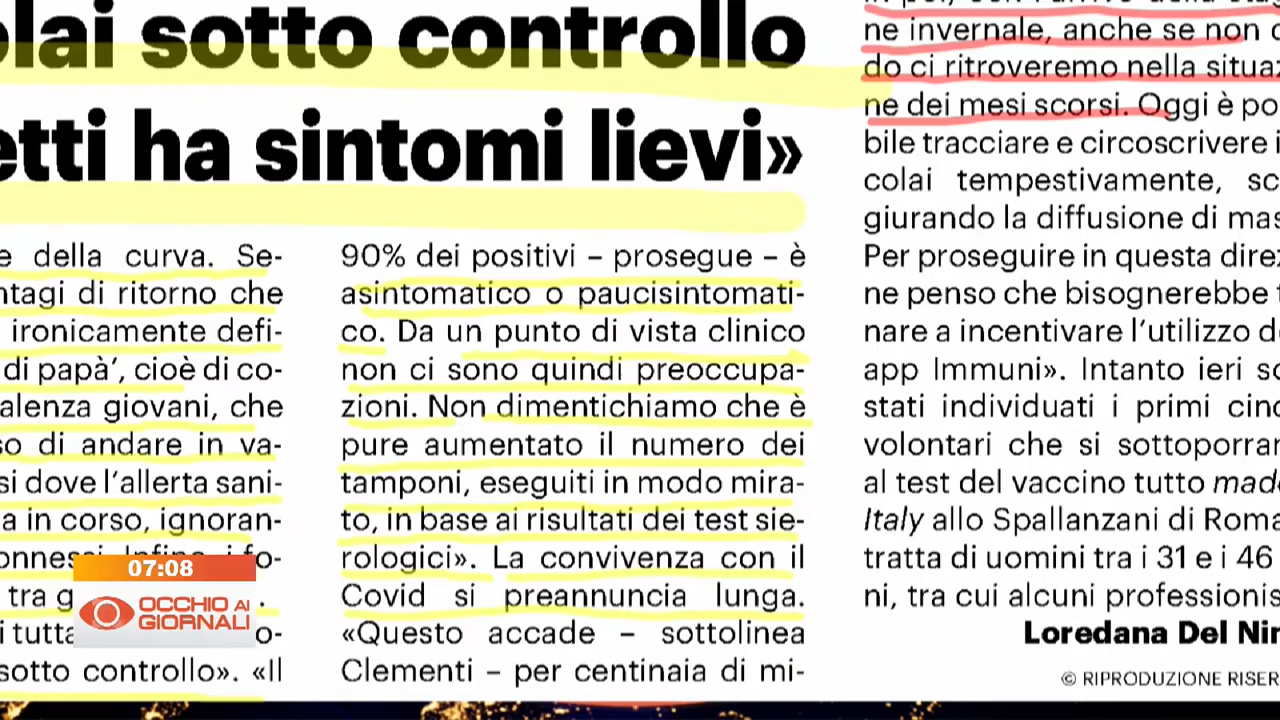 olai sotto controllo
etti ha sintomi lievi»
e della curva. Se-
ntagi di ritorno che
ironicamente defi-
di papà', cioè di co-
alenza giovani, che
so di andare in va-
si dove l'allerta sani-
a in corso, ignoran-
onnessi. Infine, i fo-
tra g
i tutta o-
sotto controllo». «Il
90% dei positivi – prosegue – è
asintomatico o paucisintomati-
co. Da un punto di vista clinico
non ci sono quindi preoccupa-
zioni. Non dimentichiamo che è
pure aumentato il numero dei
tamponi, eseguiti in modo mira-
to, in base ai risultati dei test sie-
rologici». La convivenza con il
Covid si preannuncia lunga.
«Questo accade – sottolinea
Clementi – per centinaia di mi-
ne invernale, anche se non
do ci ritroveremo nella situaz
ne dei mesi scorsi. Oggi è po
bile tracciare e circoscrivere i
colai tempestivamente, sc
giurando la diffusione di mas
Per proseguire in questa direz
ne penso che bisognerebbe
nare a incentivare l'utilizzo de
app Immuni». Intanto ieri so
stati individuati i primi cinq
volontari che si sottoporran
al test del vaccino tutto made
Italy allo Spallanzani di Roma
tratta di uomini tra i 31 e i 46
ni, tra cui alcuni professionis
Loredana Del Nin
© RIPRODUZIONE RISER
07:08
OCCHIO AI
GIORNALI